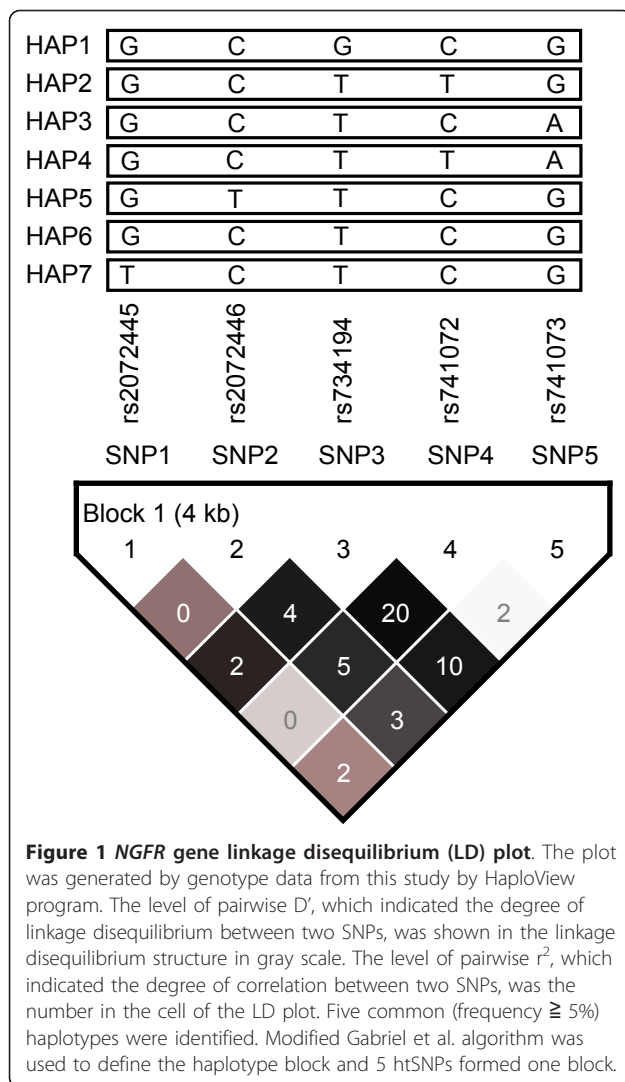 HAP1 G C G C G
HAP2 G C T T G
HAP3 G C T C A
HAP4 G C T T A
HAP5 G T T C G
HAP6 G C T C G
HAP7 T C T C G
rs2072445 rs2072446 rs734194 rs741072 rs741073
SNP1 SNP2 SNP3 SNP4 SNP5
Block 1 (4 kb)
1 2 3 4 5
0 4 20 2
2 5 10
0 3
2
Figure 1 NGFR gene linkage disequilibrium (LD) plot. The plot
was generated by genotype data from this study by HaploView
program. The level of pairwise D', which indicated the degree of
linkage disequilibrium between two SNPs, was shown in the linkage
disequilibrium structure in gray scale. The level of pairwise r², which
indicated the degree of correlation between two SNPs, was the
number in the cell of the LD plot. Five common (frequency ≧ 5%)
haplotypes were identified. Modified Gabriel et al. algorithm was
used to define the haplotype block and 5 htSNPs formed one block.